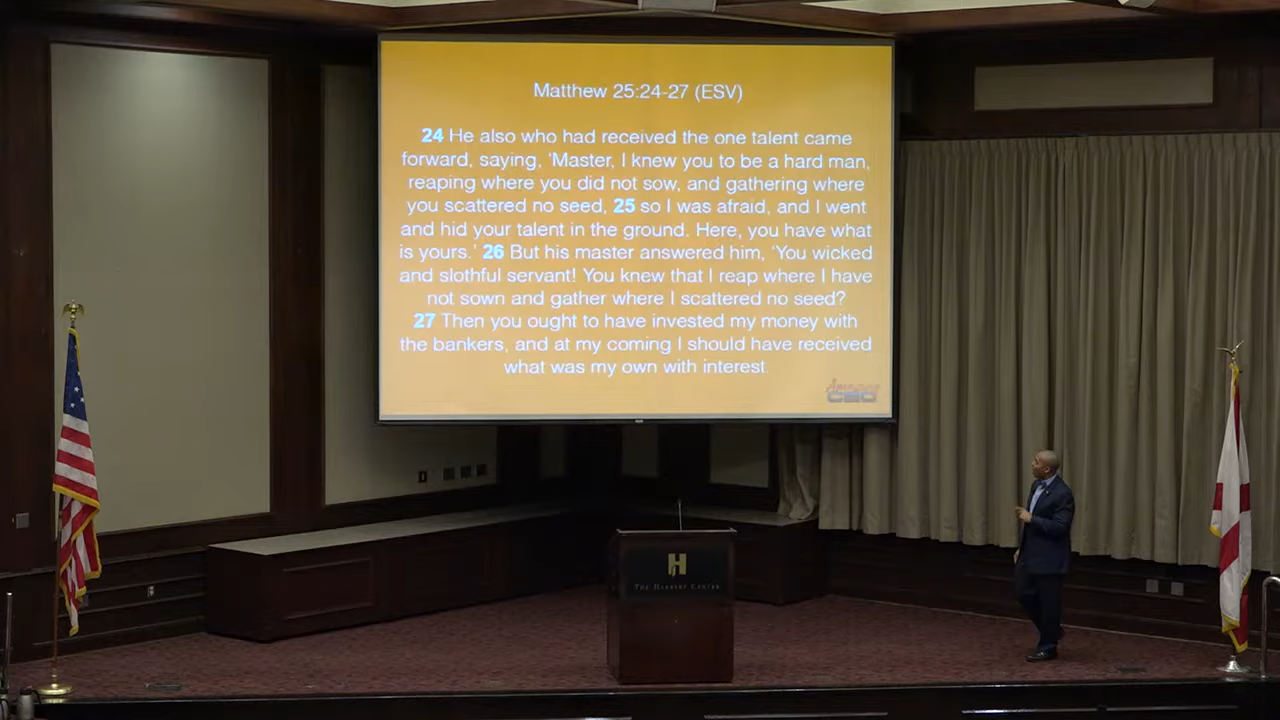 Matthew 25:24-27 (ESV)
24 He also who had received the one talent came
forward, saying, 'Master, I knew you to be a hard man,
reaping where you did not sow, and gathering where
you scattered no seed, 25 so I was afraid, and I went
and hid your talent in the ground. Here, you have what
is yours.' 26 But his master answered him, 'You wicked
and slothful servant! You knew that I reap where I have
not sown and gather where I scattered no seed?
27 Then you ought to have invested my money with
the bankers, and at my coming I should have received
what was my own with interest.
CEO
H
THE HARBERT CENTER